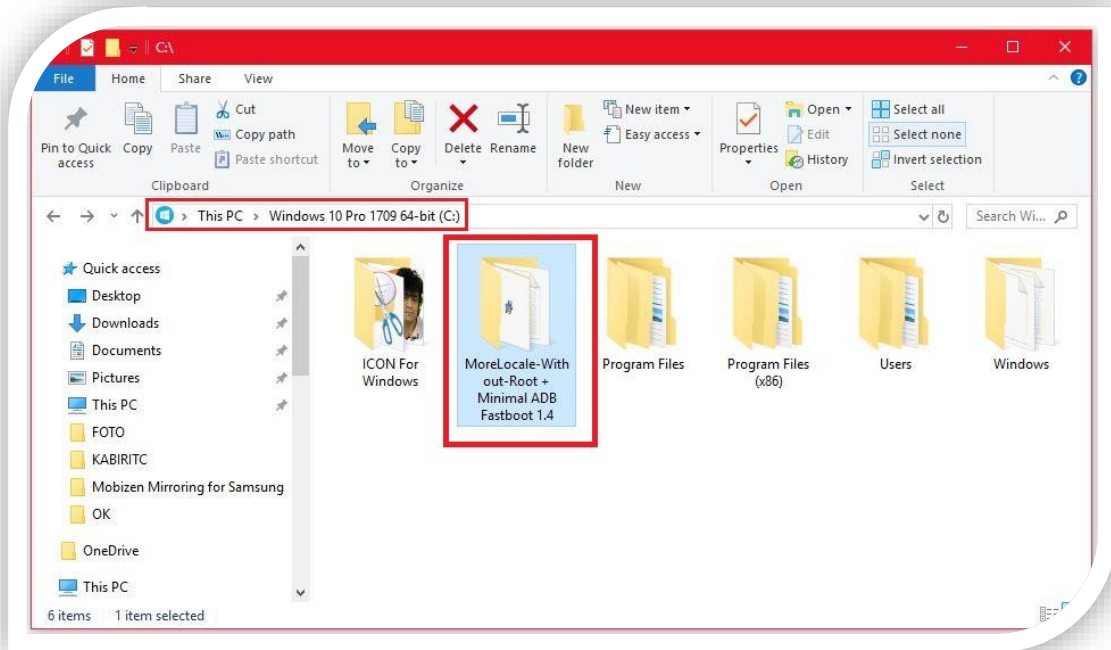 C:\
File Home Share View
Pin to Quick access
Copy
Paste
Cut
Copy path
Paste shortcut
Clipboard
Move to
Copy to
Delete
Rename
Organize
New folder
New item
Easy access
New
Properties
Open
Edit
History
Open
Select all
Select none
Invert selection
Select
This PC > Windows 10 Pro 1709 64-bit (C:)
Search Wi...
Quick access
Desktop
Downloads
Documents
Pictures
This PC
FOTO
KABIRITC
Mobizen Mirroring for Samsung
OK
OneDrive
This PC
ICON For
Windows
MoreLocale-With
out-Root +
Minimal ADB
Fastboot 1.4
Program Files
Program Files
(x86)
Users
Windows
6 items 1 item selected